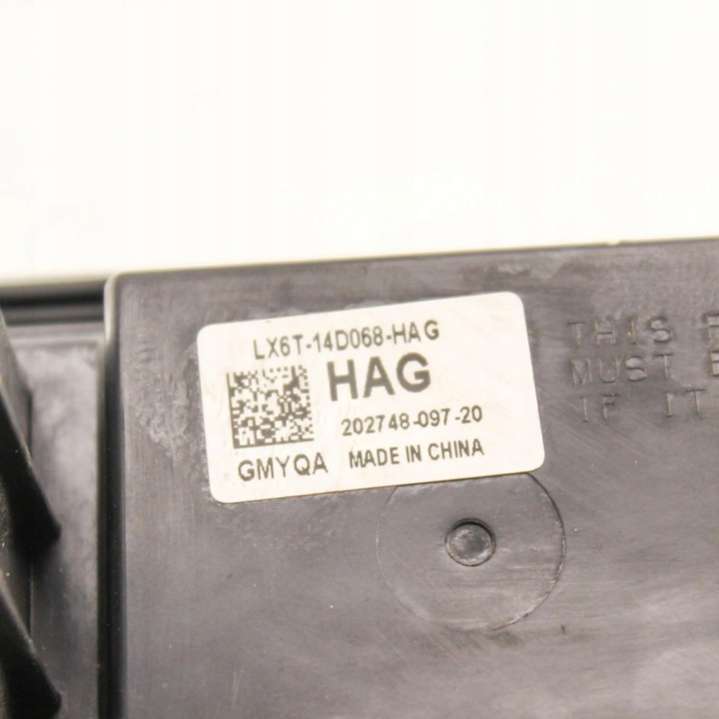 LX6T-14D068-HAG
HAG
202748-097-20
GMYQA MADE IN CHINA
THIS
MUST
IF IT